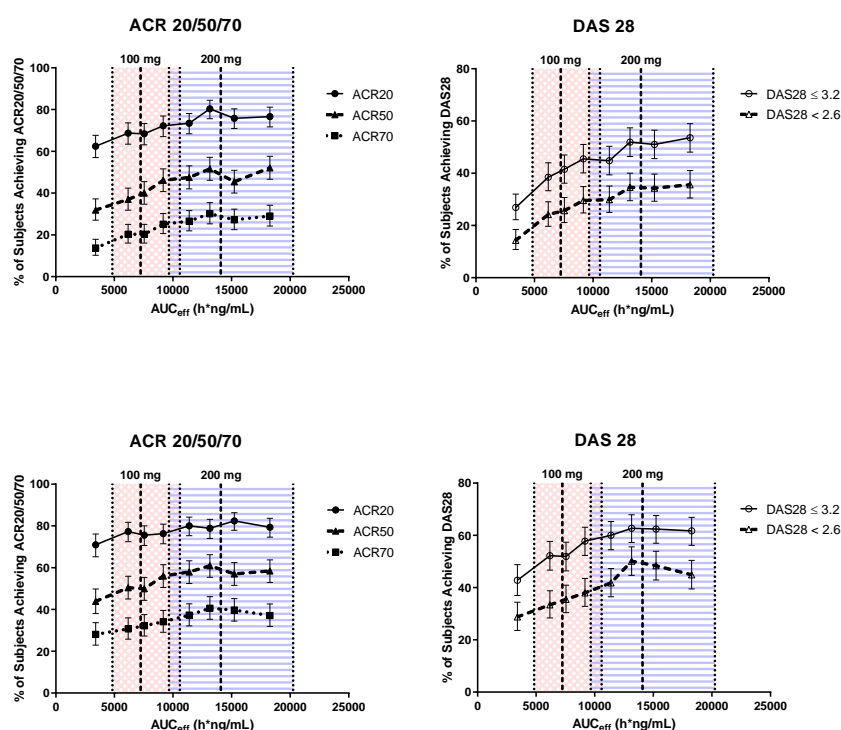 ACR 20/50/70
100 mg
200 mg
% of Subjects Achieving ACR20/50/70
100
80
60
40
20
0
0
5000
10000
15000
20000
25000
AUCeff (h*ng/mL)
ACR20
ACR50
ACR70
DAS 28
100 mg
200 mg
% of Subjects Achieving DAS28
80
60
40
20
0
0
5000
10000
15000
20000
25000
AUCeff (h*ng/mL)
DAS28 ≤ 3.2
DAS28 < 2.6
ACR 20/50/70
100 mg
200 mg
% of Subjects Achieving ACR20/50/70
100
80
60
40
20
0
0
5000
10000
15000
20000
25000
AUCeff (h*ng/mL)
ACR20
ACR50
ACR70
DAS 28
100 mg
200 mg
% of Subjects Achieving DAS28
80
60
40
20
0
0
5000
10000
15000
20000
25000
AUCeff (h*ng/mL)
DAS28 ≤ 3.2
DAS28 < 2.6